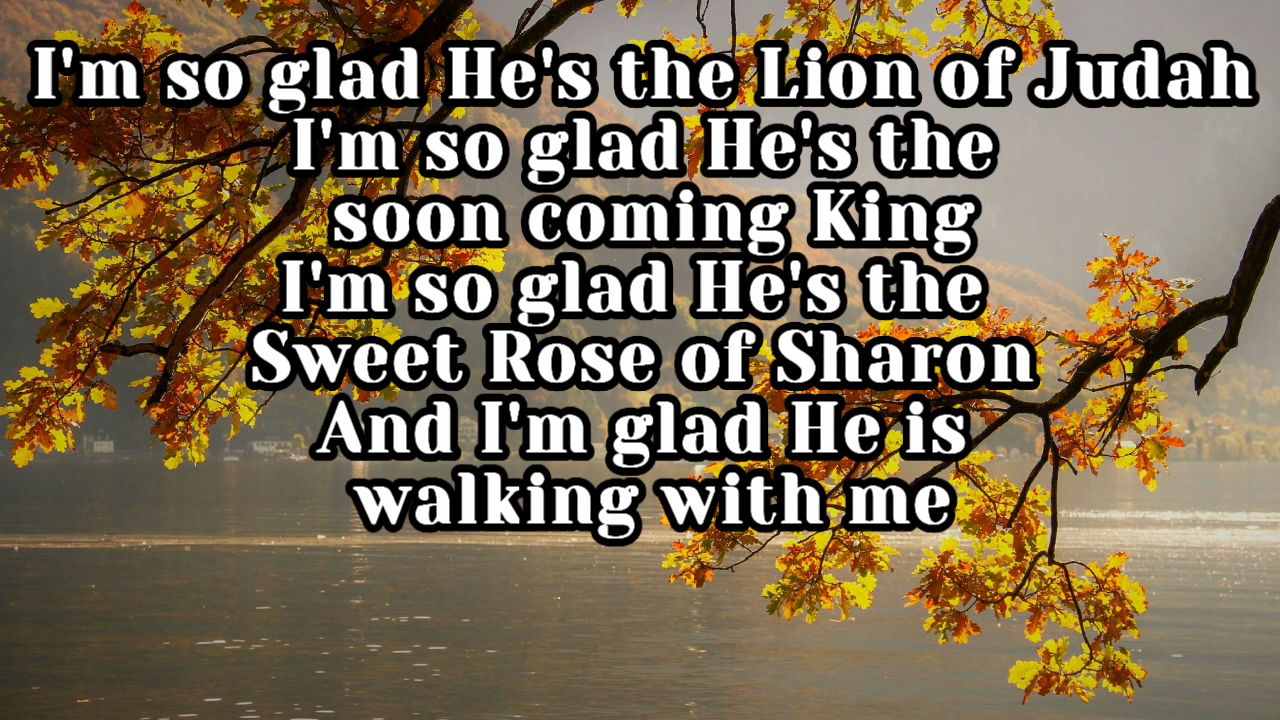 I'm so glad He's the Lion of Judah
I'm so glad He's the
soon coming King
I'm so glad He's the
Sweet Rose of Sharon
And I'm glad He is
walking with me